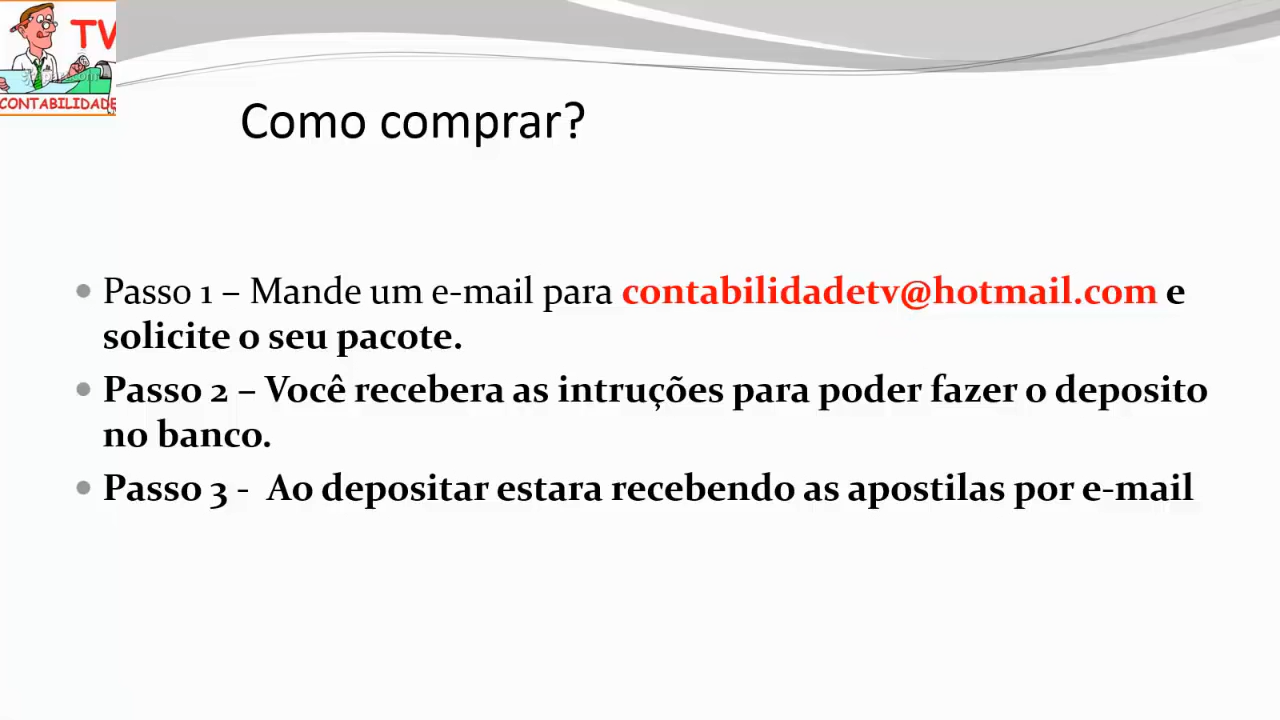 TV
CONTABILIDADE
Como comprar?
• Passo 1 – Mande um e-mail para contabilidadetv@hotmail.com e
solicite o seu pacote.
• Passo 2 – Você recebera as intruções para poder fazer o deposito
no banco.
• Passo 3 - Ao depositar estara recebendo as apostilas por e-mail